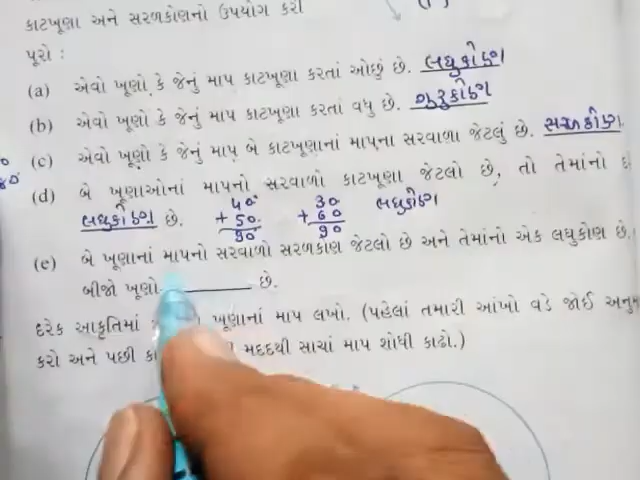 કાટખૂણા અને સરળકોણનો ઉપયોગ કરી
પૂરો :
(a) એવો ખૂણો કે જેનું માપ કાટખૂણા કરતાં ઓછું છે. લઘુકોણ
(b) એવો ખૂણો કે જેનું માપ કાટખૂણા કરતાં વધુ છે. ગુરુકોણ
(c) એવો ખૂણો કે જેનું માપ બે કાટખૂણાનાં માપના સરવાળા જેટલું છે. સરળકોણ
(d) બે ખૂણાઓનાં માપનો સરવાળો કાટખૂણા જેટલો છે, તો તેમાંનો
લઘુકોણ છે.
40
+ 50
90
30
+ 60
90
લઘુકોણ
(e) બે ખૂણાનાં માપનો સરવાળો સરળકોણ જેટલો છે અને તેમાંનો એક લઘુકોણ છે.
બીજો ખૂણો ________ છે.
દરેક આકૃતિમાં ખૂણાનાં માપ લખો. (પહેલાં તમારી આંખો વડે જોઈ
કરો અને પછી મદદથી સાચાં માપ શોધી કાઢો.)